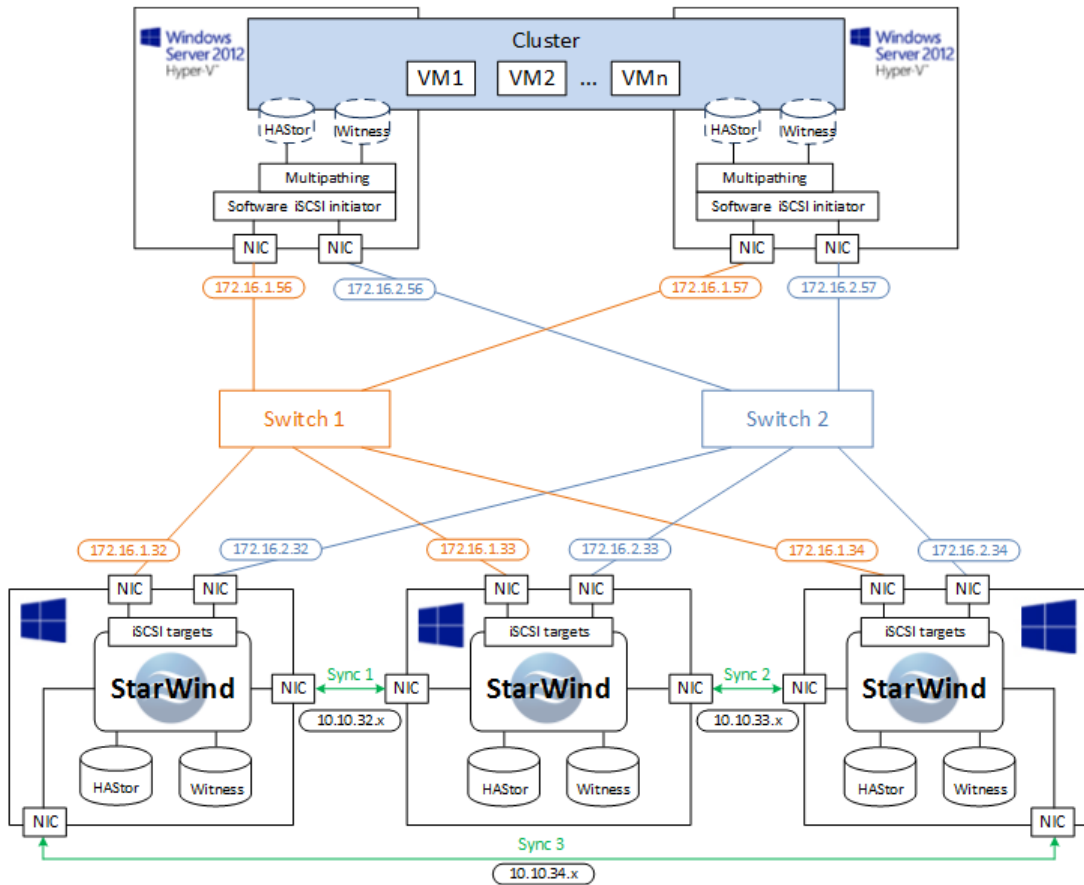 Windows
Server 2012
Hyper-V™
Cluster
VM1
VM2
...
VMn
Windows
Server 2012
Hyper-V™
HAStor
Witness
HAStor
Witness
Multipathing
Multipathing
Software iSCSI initiator
Software iSCSI initiator
NIC
NIC
NIC
NIC
172.16.1.56
172.16.2.56
172.16.1.57
172.16.2.57
Switch 1
Switch 2
172.16.1.32
172.16.2.32
172.16.1.33
172.16.2.33
172.16.1.34
172.16.2.34
NIC
NIC
NIC
NIC
NIC
NIC
iSCSI targets
iSCSI targets
iSCSI targets
StarWind
NIC
Sync 1
NIC
StarWind
NIC
Sync 2
NIC
StarWind
10.10.32.x
10.10.33.x
HAStor
Witness
HAStor
Witness
HAStor
Witness
NIC
NIC
Sync 3
10.10.34.x